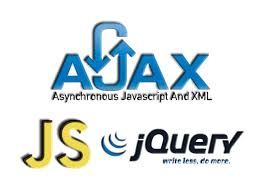 AJAX
Asynchronous Javascript And XML
JS
jQuery
write less, do more.